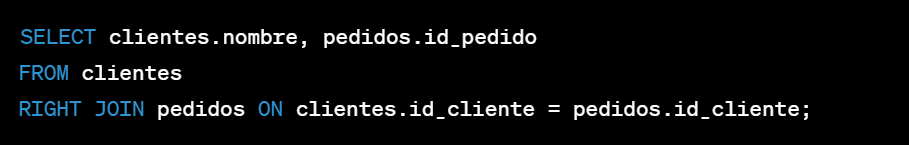 SELECT clientes.nombre, pedidos.id_pedido
FROM clientes
RIGHT JOIN pedidos ON clientes.id_cliente = pedidos.id_cliente;